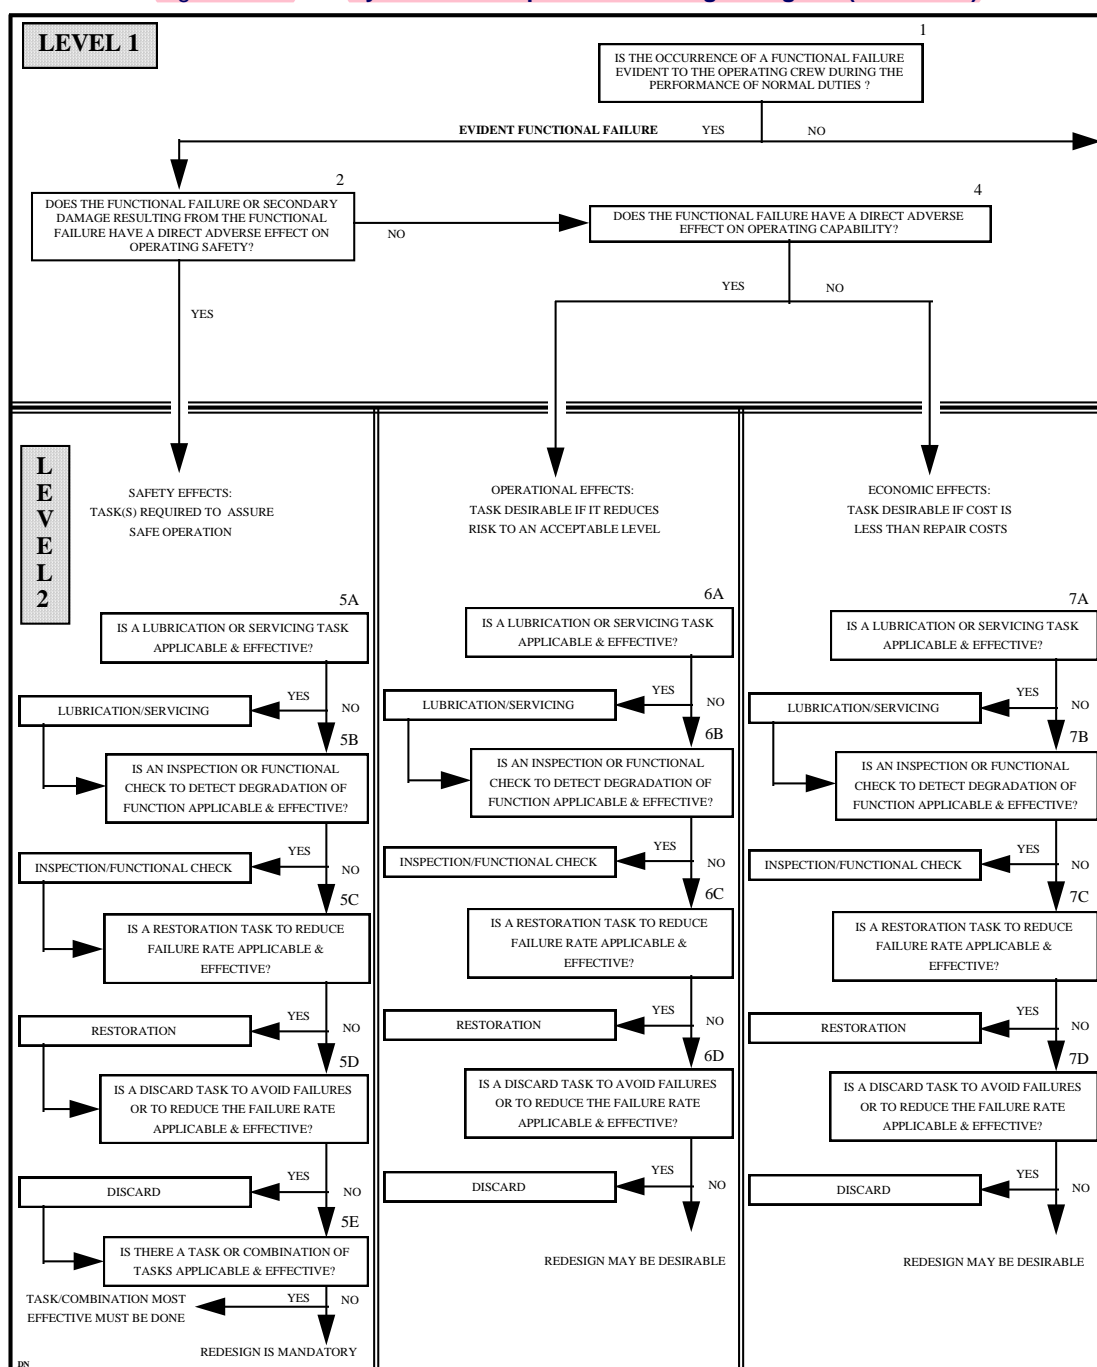 LEVEL 1
1
IS THE OCCURRENCE OF A FUNCTIONAL FAILURE
EVIDENT TO THE OPERATING CREW DURING THE
PERFORMANCE OF NORMAL DUTIES ?
EVIDENT FUNCTIONAL FAILURE YES NO
2
DOES THE FUNCTIONAL FAILURE OR SECONDARY
DAMAGE RESULTING FROM THE FUNCTIONAL
FAILURE HAVE A DIRECT ADVERSE EFFECT ON
OPERATING SAFETY?
NO
4
DOES THE FUNCTIONAL FAILURE HAVE A DIRECT ADVERSE
EFFECT ON OPERATING CAPABILITY?
YES NO
YES
LEVEL 2
SAFETY EFFECTS:
TASK(S) REQUIRED TO ASSURE
SAFE OPERATION
5A
IS A LUBRICATION OR SERVICING TASK
APPLICABLE & EFFECTIVE?
YES NO
LUBRICATION/SERVICING
5B
IS AN INSPECTION OR FUNCTIONAL
CHECK TO DETECT DEGRADATION OF
FUNCTION APPLICABLE & EFFECTIVE?
YES NO
INSPECTION/FUNCTIONAL CHECK
5C
IS A RESTORATION TASK TO REDUCE
FAILURE RATE APPLICABLE &
EFFECTIVE?
YES NO
RESTORATION
5D
IS A DISCARD TASK TO AVOID FAILURES
OR TO REDUCE THE FAILURE RATE
APPLICABLE & EFFECTIVE?
YES NO
DISCARD
5E
IS THERE A TASK OR COMBINATION OF
TASKS APPLICABLE & EFFECTIVE?
YES NO
TASK/COMBINATION MOST
EFFECTIVE MUST BE DONE
REDESIGN IS MANDATORY
OPERATIONAL EFFECTS:
TASK DESIRABLE IF IT REDUCES
RISK TO AN ACCEPTABLE LEVEL
6A
IS A LUBRICATION OR SERVICING TASK
APPLICABLE & EFFECTIVE?
YES NO
LUBRICATION/SERVICING
6B
IS AN INSPECTION OR FUNCTIONAL
CHECK TO DETECT DEGRADATION OF
FUNCTION APPLICABLE & EFFECTIVE?
YES NO
INSPECTION/FUNCTIONAL CHECK
6C
IS A RESTORATION TASK TO REDUCE
FAILURE RATE APPLICABLE &
EFFECTIVE?
YES NO
RESTORATION
6D
IS A DISCARD TASK TO AVOID FAILURES
OR TO REDUCE THE FAILURE RATE
APPLICABLE & EFFECTIVE?
YES NO
DISCARD
REDESIGN MAY BE DESIRABLE
ECONOMIC EFFECTS:
TASK DESIRABLE IF COST IS
LESS THAN REPAIR COSTS
7A
IS A LUBRICATION OR SERVICING TASK
APPLICABLE & EFFECTIVE?
YES NO
LUBRICATION/SERVICING
7B
IS AN INSPECTION OR FUNCTIONAL
CHECK TO DETECT DEGRADATION OF
FUNCTION APPLICABLE & EFFECTIVE?
YES NO
INSPECTION/FUNCTIONAL CHECK
7C
IS A RESTORATION TASK TO REDUCE
FAILURE RATE APPLICABLE &
EFFECTIVE?
YES NO
RESTORATION
7D
IS A DISCARD TASK TO AVOID FAILURES
OR TO REDUCE THE FAILURE RATE
APPLICABLE & EFFECTIVE?
YES NO
DISCARD
REDESIGN MAY BE DESIRABLE
DN